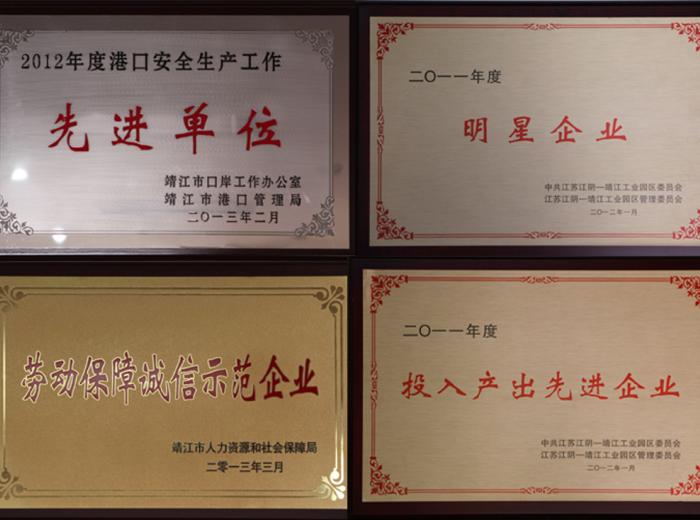 2012年度港口安全生产工作
先进单位
靖江市口岸工作办公室
靖江市港口管理局
二〇一三年二月
二〇一一年度
明星企业
中共江苏江阴—靖江工业园区委员会
江苏江阴—靖江工业园区管理委员会
二〇一二年一月
劳动保障诚信示范企业
靖江市人力资源和社会保障局
二零一三年三月
二〇一一年度
投入产出先进企业
中共江苏江阴—靖江工业园区委员会
江苏江阴—靖江工业园区管理委员会
二〇一二年一月